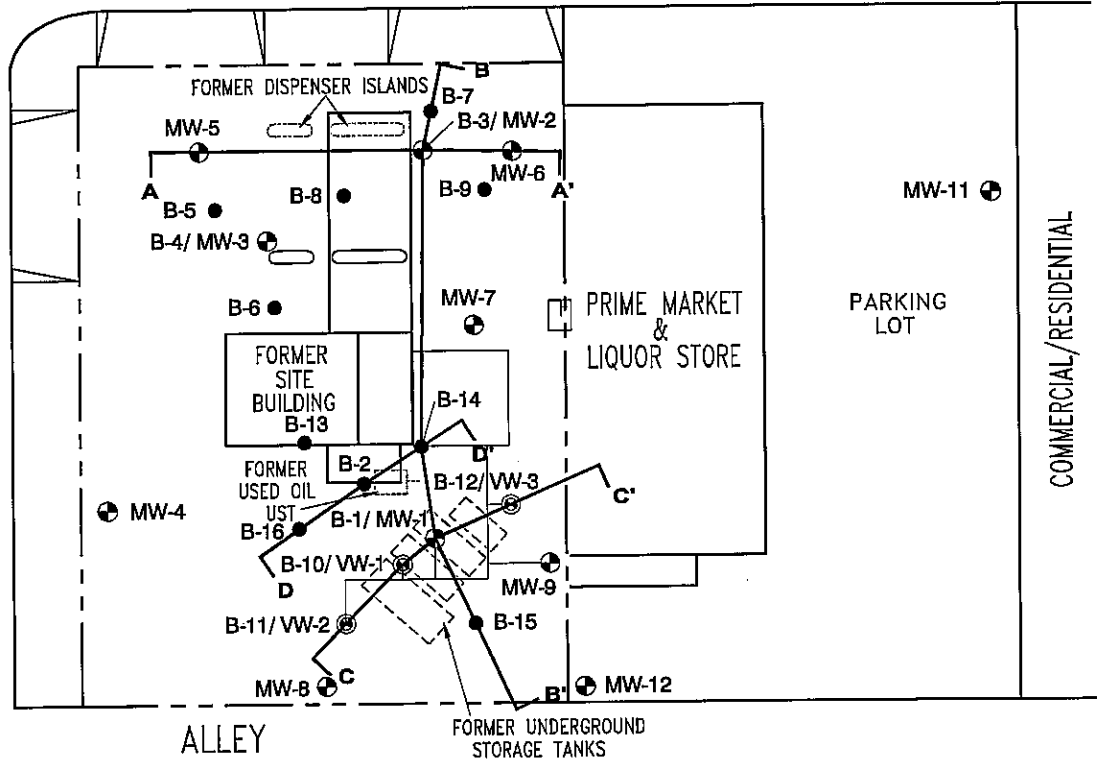 B
FORMER DISPENSER ISLANDS
B-7
B-3/ MW-2
MW-5
MW-6
A
A'
B-5
B-8
B-9
MW-11
B-4/ MW-3
B-6
MW-7
PRIME MARKET
&
LIQUOR STORE
PARKING
LOT
COMMERCIAL/RESIDENTIAL
FORMER
SITE
BUILDING
B-13
B-14
D'
B-2
FORMER
USED OIL
UST
B-12/ VW-3
C'
MW-4
B-16
B-1/ MW-1
B-10/ VW-1
D
MW-9
B-11/ VW-2
B-15
C
MW-8
B'
MW-12
ALLEY
FORMER UNDERGROUND
STORAGE TANKS